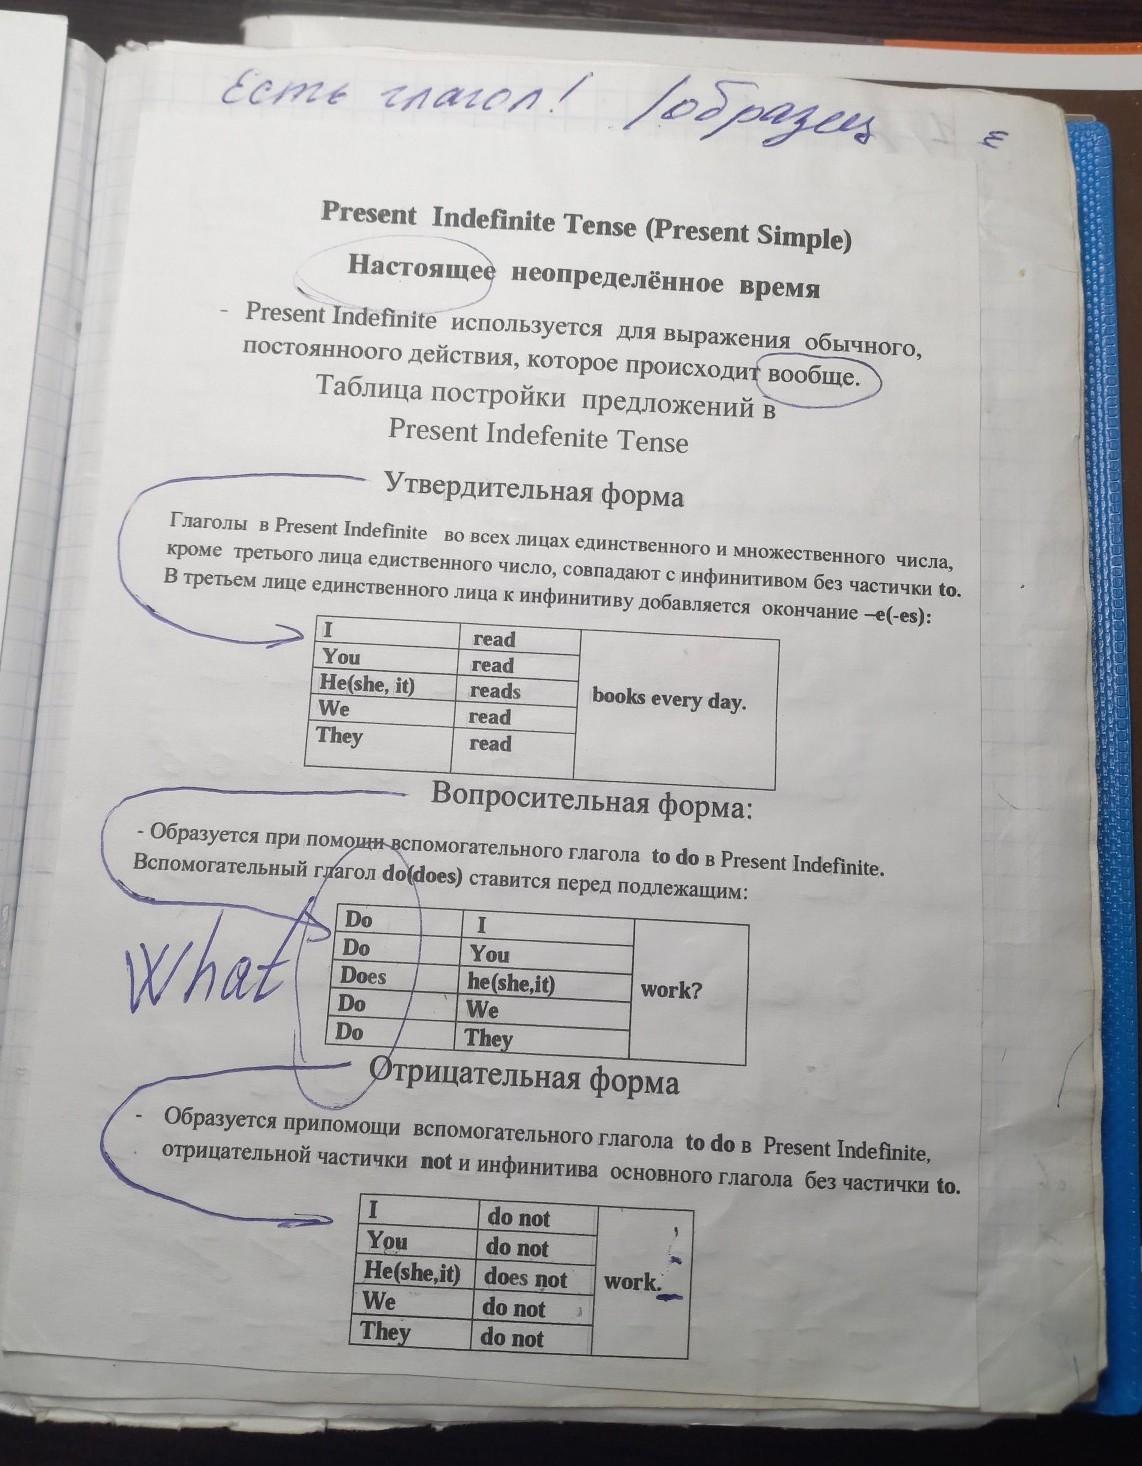 Есть глагол! /образец
Present Indefinite Tense (Present Simple)
Настоящее неопределённое время
- Present Indefinite используется для выражения обычного,
постоянноого действия, которое происходит вообще.
Таблица постройки предложений в
Present Indefenite Tense
Утвердительная форма
Глаголы в Present Indefinite во всех лицах единственного и множественного числа,
кроме третьего лица едиственного число, совпадают с инфинитивом без частички to.
В третьем лице единственного лица к инфинитиву добавляется окончание –е(-es):
I read
You read
He(she, it) reads books every day.
We read
They read
Вопросительная форма:
- Образуется при помощи вспомогательного глагола to do в Present Indefinite.
Вспомогательный глагол do(does) ставится перед подлежащим:
Do I
Do You
What Does he(she,it) work?
Do We
Do They
Отрицательная форма
- Образуется припомощи вспомогательного глагола to do в Present Indefinite,
отрицательной частички not и инфинитива основного глагола без частички to.
I do not
You do not
He(she,it) does not work.
We do not
They do not